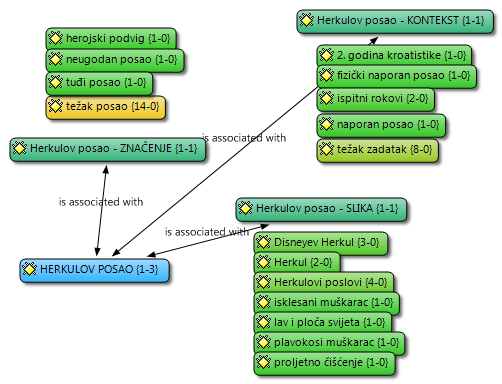 Herkulov posao - KONTEKST {1-1}
herojski podvig {1-0}
neugodan posao {1-0}
tuđi posao {1-0}
težak posao {14-0}
2. godina kroatistike {1-0}
fizički naporan posao {1-0}
ispitni rokovi {2-0}
naporan posao {1-0}
težak zadatak {8-0}
is associated with
Herkulov posao - ZNAČENJE {1-1}
is associated with
Herkulov posao - SLIKA {1-1}
is associated with
HERKULOV POSAO {1-3}
Disneyev Herkul {3-0}
Herkul {2-0}
Herkulovi poslovi {4-0}
isklesani muškarac {1-0}
lav i ploča svijeta {1-0}
plavokosi muškarac {1-0}
proljetno čišćenje {1-0}